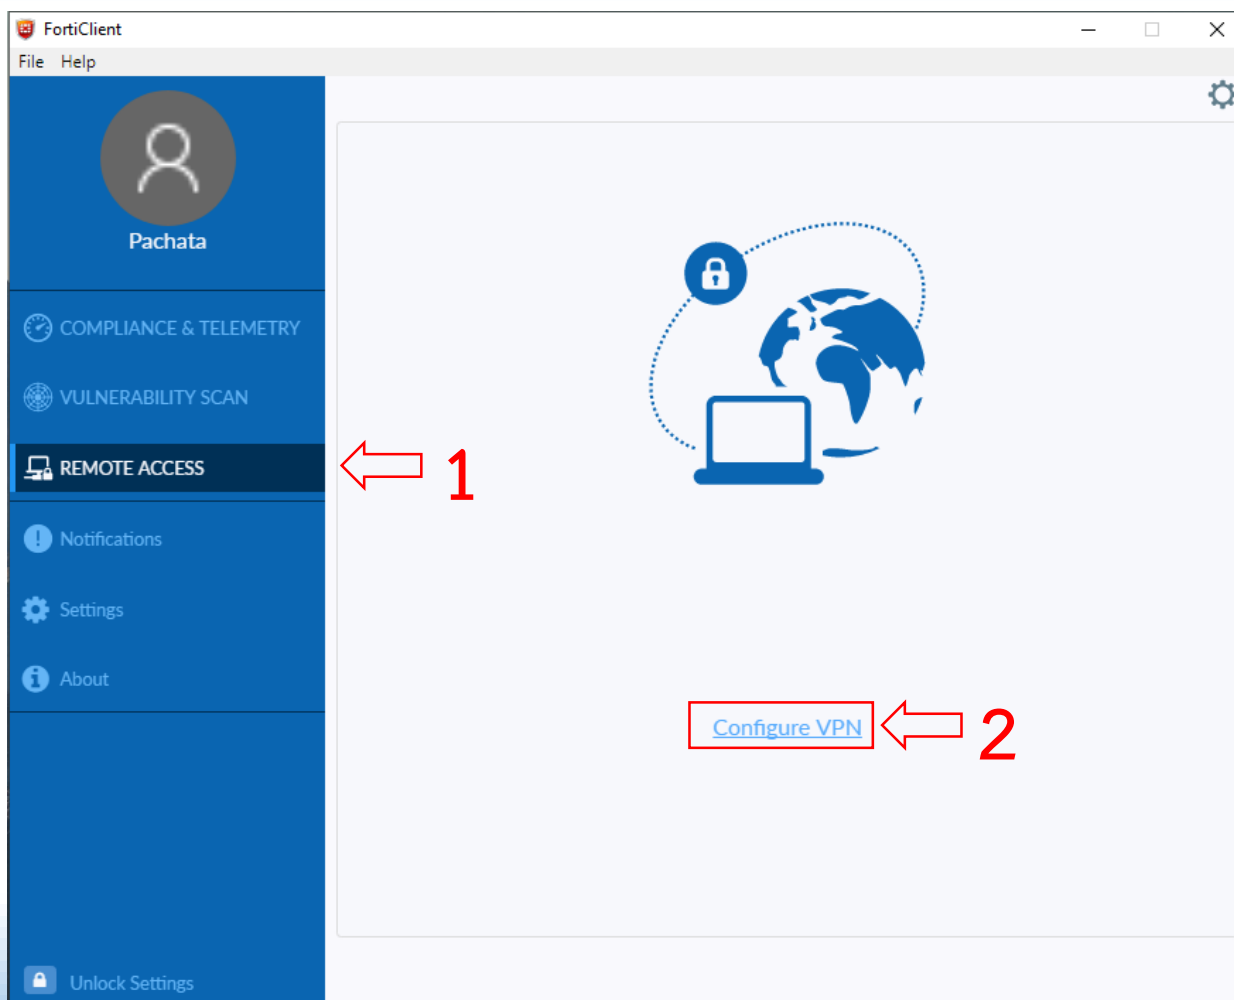 FortiClient
File Help
Pachata
COMPLIANCE & TELEMETRY
VULNERABILITY SCAN
REMOTE ACCESS
1
Notifications
Settings
About
Configure VPN
2
Unlock Settings